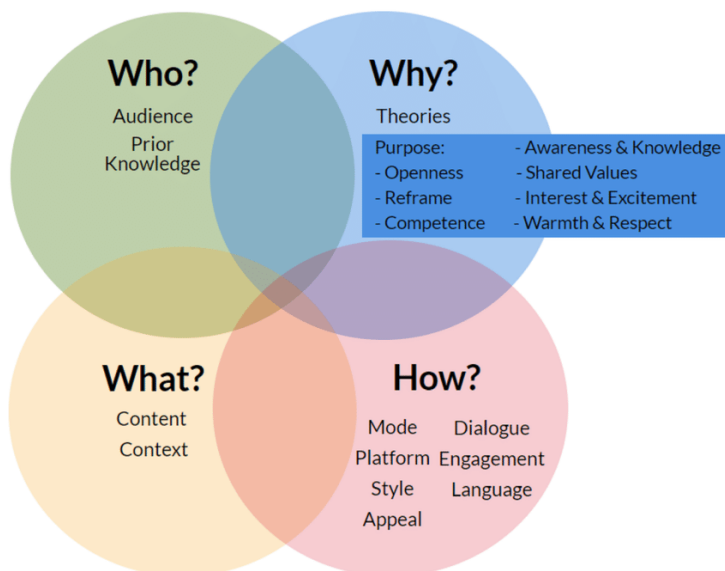 Who?
Audience
Prior
Knowledge
Why?
Theories
Purpose:
- Openness
- Reframe
- Competence
- Awareness & Knowledge
- Shared Values
- Interest & Excitement
- Warmth & Respect
What?
Content
Context
How?
Mode
Platform
Style
Appeal
Dialogue
Engagement
Language